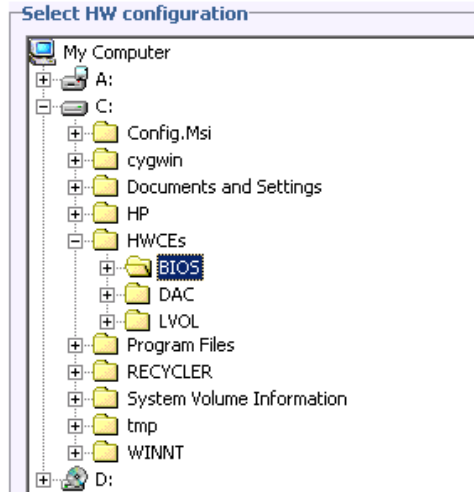 Select HW configuration
My Computer
A:
C:
Config.Msi
cygwin
Documents and Settings
HP
HWCEs
BIOS
DAC
LVOL
Program Files
RECYCLER
System Volume Information
tmp
WINNT
D: